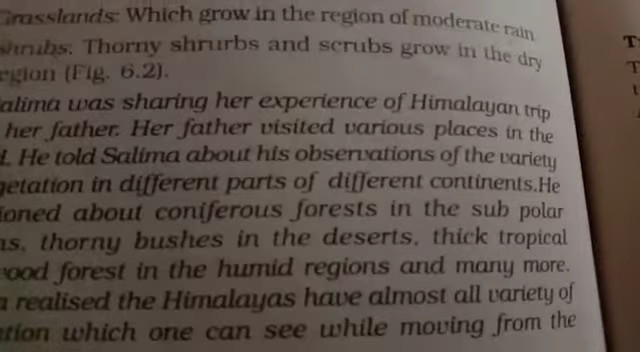 Grasslands: Which grow in the region of moderate rain
shrubs: Thorny shrurbs and scrubs grow in the dry
egion (Fig. 6.2).
alima was sharing her experience of Himalayan trip
her father. Her father visited various places in the
d. He told Salima about his observations of the variety
getation in different parts of different continents.He
ioned about coniferous forests in the sub polar
ns, thorny bushes in the deserts, thick tropical
wood forest in the humid regions and many more.
a realised the Himalayas have almost all variety of
ation which one can see while moving from the